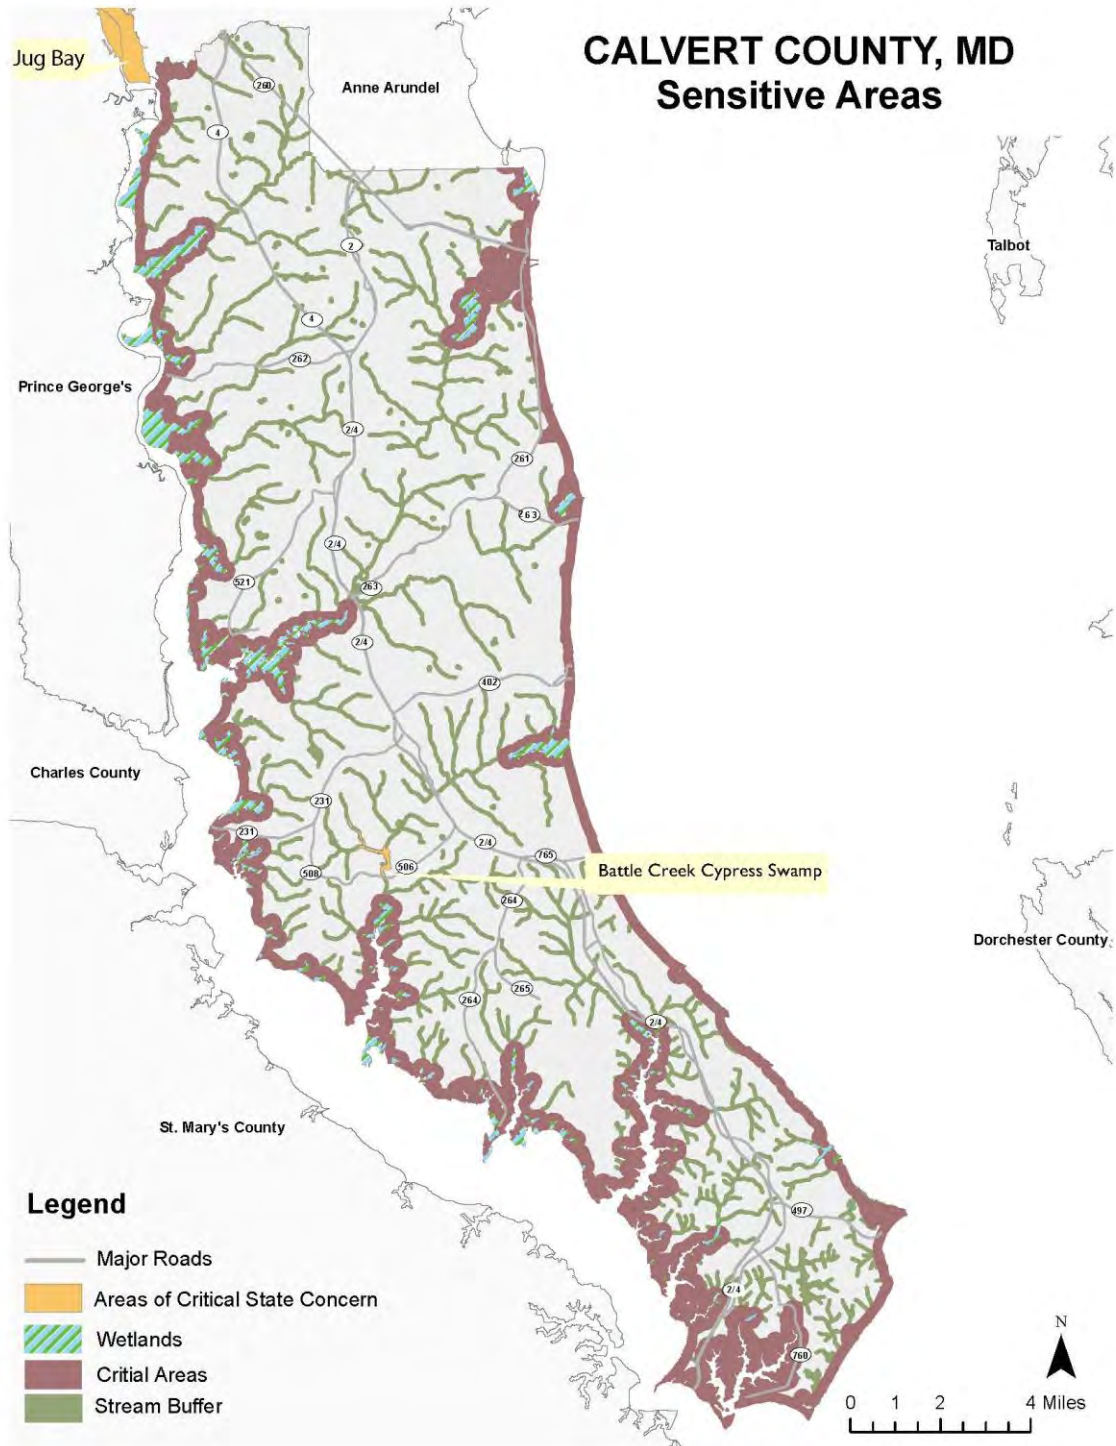 CALVERT COUNTY, MD
Sensitive Areas
Jug Bay
Anne Arundel
260
4
2
Talbot
4
262
Prince George's
2/4
261
263
2/4
521
263
2/4
402
Charles County
231
231
2/4
765
506
508
Battle Creek Cypress Swamp
264
Dorchester County
265
264
2/4
St. Mary's County
497
2/4
760
Legend
Major Roads
Areas of Critical State Concern
Wetlands
Critial Areas
Stream Buffer
N
0 1 2 4 Miles